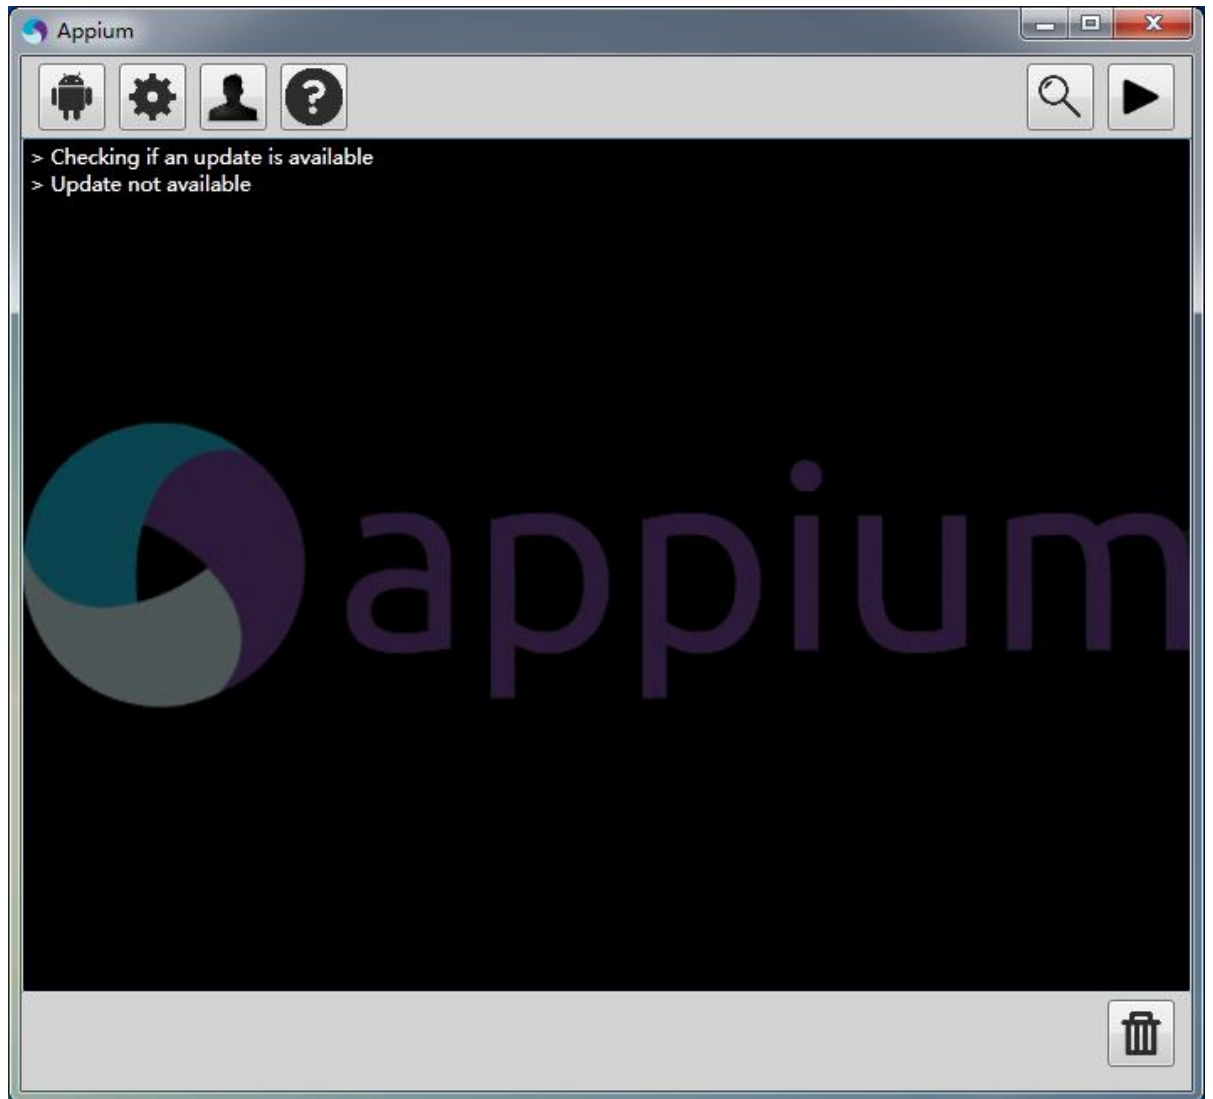 Appium
> Checking if an update is available
> Update not available
appium